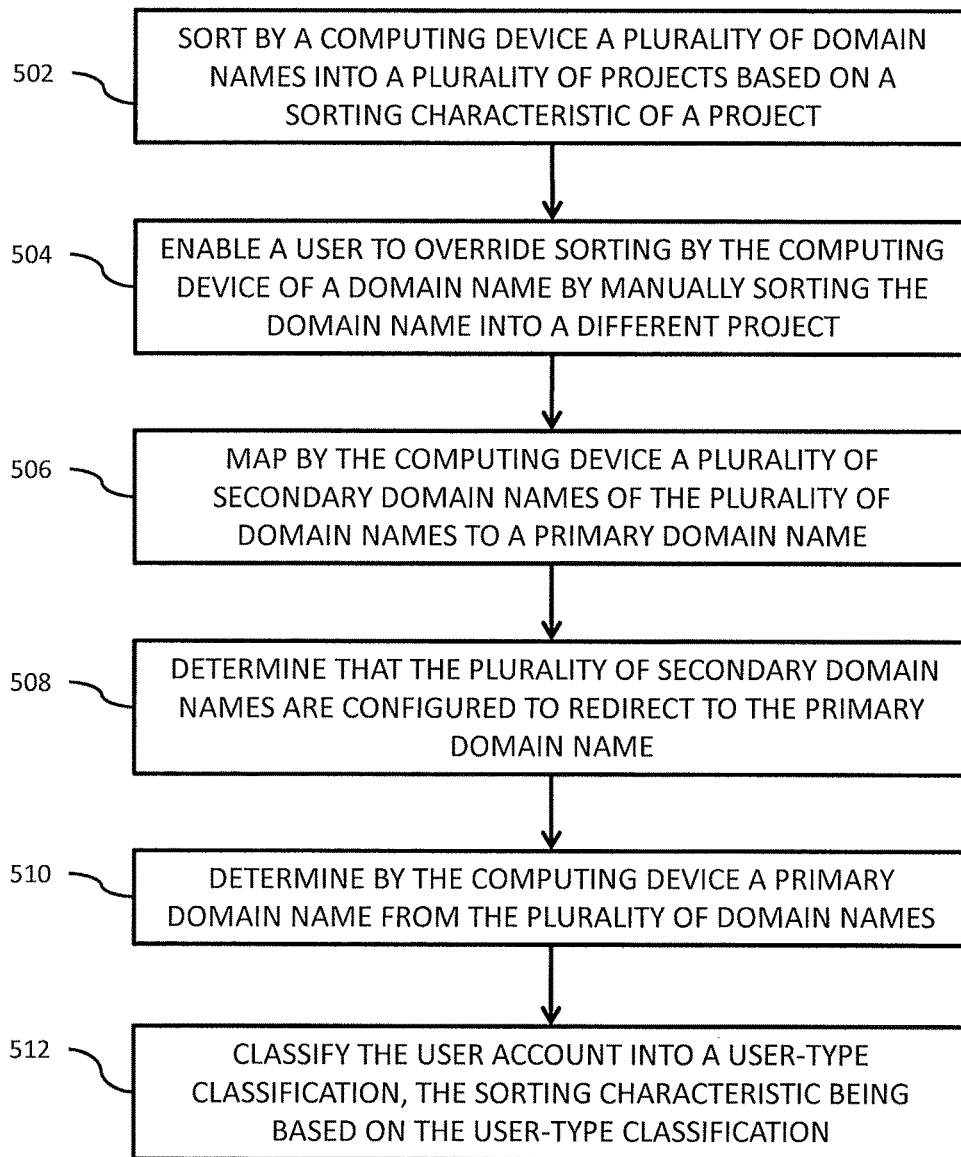 502
SORT BY A COMPUTING DEVICE A PLURALITY OF DOMAIN
NAMES INTO A PLURALITY OF PROJECTS BASED ON A
SORTING CHARACTERISTIC OF A PROJECT
504
ENABLE A USER TO OVERRIDE SORTING BY THE COMPUTING
DEVICE OF A DOMAIN NAME BY MANUALLY SORTING THE
DOMAIN NAME INTO A DIFFERENT PROJECT
506
MAP BY THE COMPUTING DEVICE A PLURALITY OF
SECONDARY DOMAIN NAMES OF THE PLURALITY OF
DOMAIN NAMES TO A PRIMARY DOMAIN NAME
508
DETERMINE THAT THE PLURALITY OF SECONDARY DOMAIN
NAMES ARE CONFIGURED TO REDIRECT TO THE PRIMARY
DOMAIN NAME
510
DETERMINE BY THE COMPUTING DEVICE A PRIMARY
DOMAIN NAME FROM THE PLURALITY OF DOMAIN NAMES
512
CLASSIFY THE USER ACCOUNT INTO A USER-TYPE
CLASSIFICATION, THE SORTING CHARACTERISTIC BEING
BASED ON THE USER-TYPE CLASSIFICATION